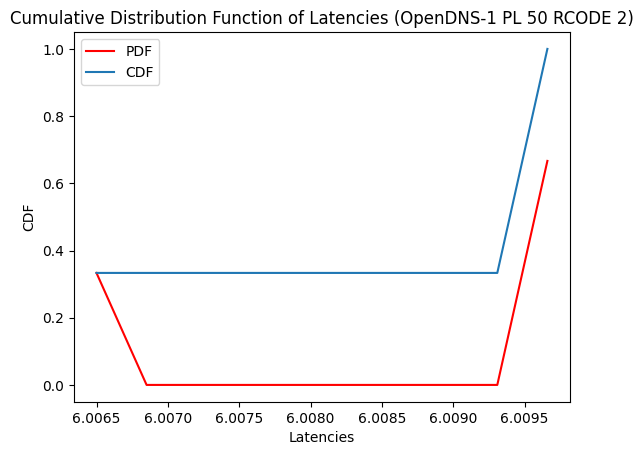 Cumulative Distribution Function of Latencies (OpenDNS-1 PL 50 RCODE 2)
PDF
CDF
1.0
0.8
0.6
0.4
0.2
0.0
CDF
6.0065 6.0070 6.0075 6.0080 6.0085 6.0090 6.0095
Latencies